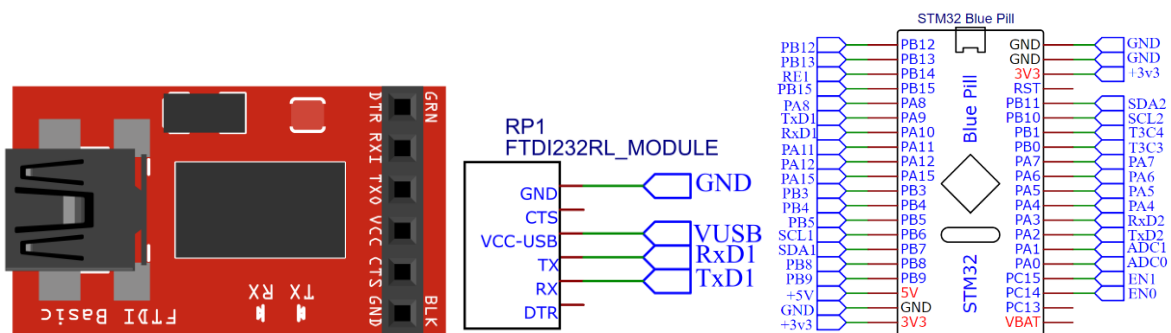 DTR RXI TXO VCC CTS GND
GRN
BLK
TX
RX
FTDI Basic
RP1
FTDI232RL_MODULE
GND GND
CTS
VCC-USB VUSB
TX RxD1
RX TxD1
DTR
STM32 Blue Pill
PB12 PB12 GND GND
PB13 PB13 GND GND
RE1 PB14 3V3 +3v3
PB15 PB15 RST
PA8 PA8 PB11 SDA2
TxD1 PA9 PB10 SCL2
RxD1 PA10 PB1 T3C4
PA11 PA11 PB0 T3C3
PA12 PA12 PA7 PA7
PA15 PA15 PA6 PA6
PB3 PB3 PA5 PA5
PB4 PB4 PA4 PA4
PB5 PB5 PA3 RxD2
SCL1 PB6 PA2 TxD2
SDA1 PB7 PA1 ADC1
PB8 PB8 PA0 ADC0
PB9 PB9 PC15 EN1
+5V 5V PC14 EN0
GND GND PC13
+3v3 3V3 VBAT
Blue Pill
STM32